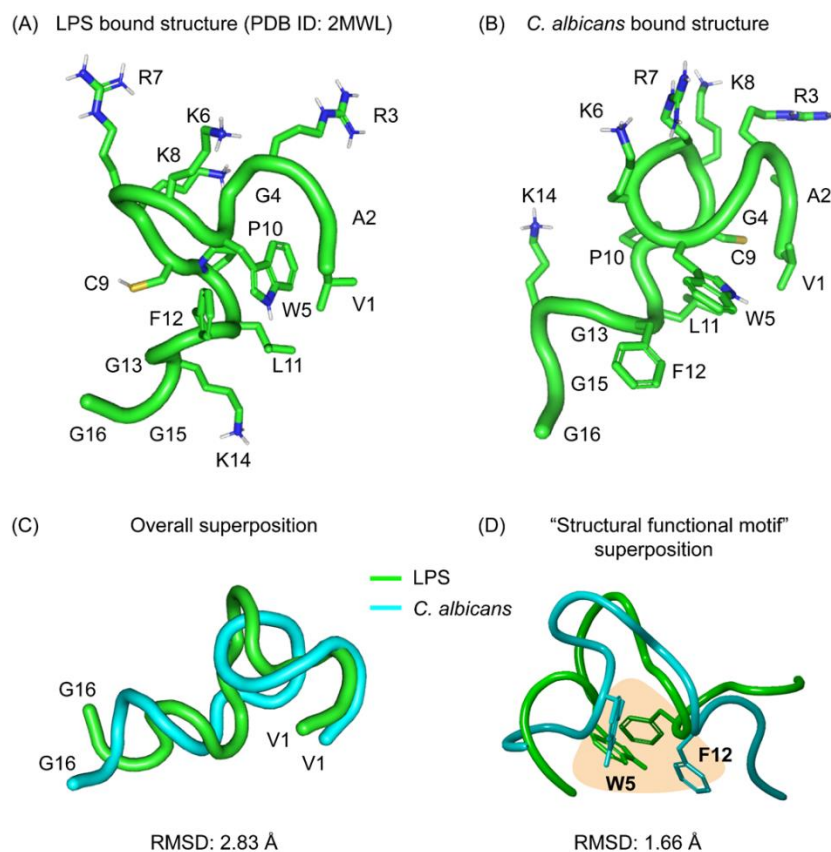 (A) LPS bound structure (PDB ID: 2MWL)
R7
K6
R3
K8
G4
P10
A2
C9
W5
V1
F12
G13
L11
G16
G15
K14
(B) C. albicans bound structure
R7
K8
R3
K6
K14
A2
G4
P10
C9
V1
L11
W5
G13
F12
G15
G16
(C) Overall superposition
LPS
C. albicans
G16
G16
V1
V1
RMSD: 2.83 Å
(D) “Structural functional motif”
superposition
W5
F12
RMSD: 1.66 Å